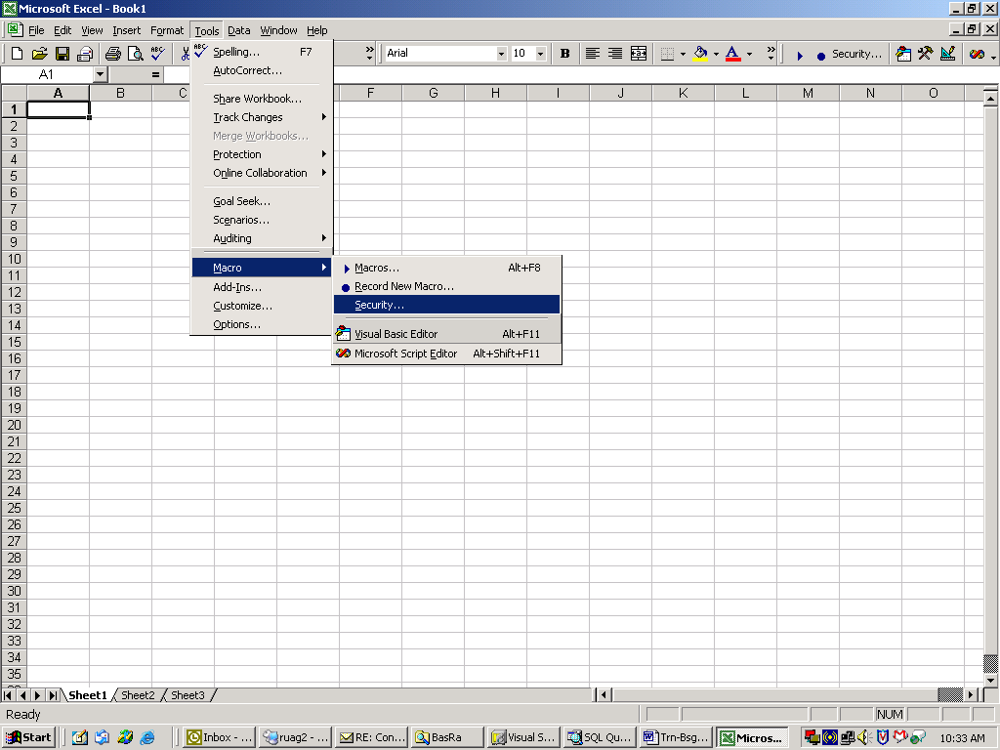 Microsoft Excel - Book1
File Edit View Insert Format Tools Data Window Help
Arial 10 B A Security...
A1 =
Spelling... F7
AutoCorrect...
Share Workbook...
Track Changes
Merge Workbooks...
Protection
Online Collaboration
Goal Seek...
Scenarios...
Auditing
Macro
Add-Ins...
Customize...
Options...
Macros... Alt+F8
Record New Macro...
Security...
Visual Basic Editor Alt+F11
Microsoft Script Editor Alt+Shift+F11
A B C F G H I J K L M N O
1
2
3
4
5
6
7
8
9
10
11
12
13
14
15
16
17
18
19
20
21
22
23
24
25
26
27
28
29
30
31
32
33
34
35
Sheet1 Sheet2 Sheet3
Ready NUM
Start Inbox - ... ruag2 - ... RE: Con... BasRa Visual S... SQL Qu... Trn-Bsg... Micros... 10:33 AM